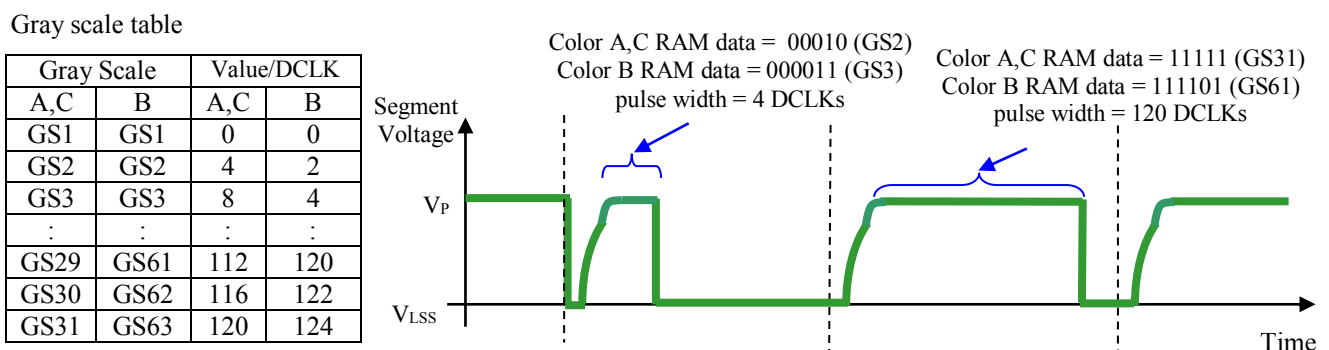 Gray scale table
Gray Scale Value/DCLK
A,C B A,C B
GS1 GS1 0 0
GS2 GS2 4 2
GS3 GS3 8 4
: : : :
GS29 GS61 112 120
GS30 GS62 116 122
GS31 GS63 120 124
Color A,C RAM data = 00010 (GS2)
Color B RAM data = 000011 (GS3)
pulse width = 4 DCLKs
Color A,C RAM data = 11111 (GS31)
Color B RAM data = 111101 (GS61)
pulse width = 120 DCLKs
Segment
Voltage
VP
VLSS
Time